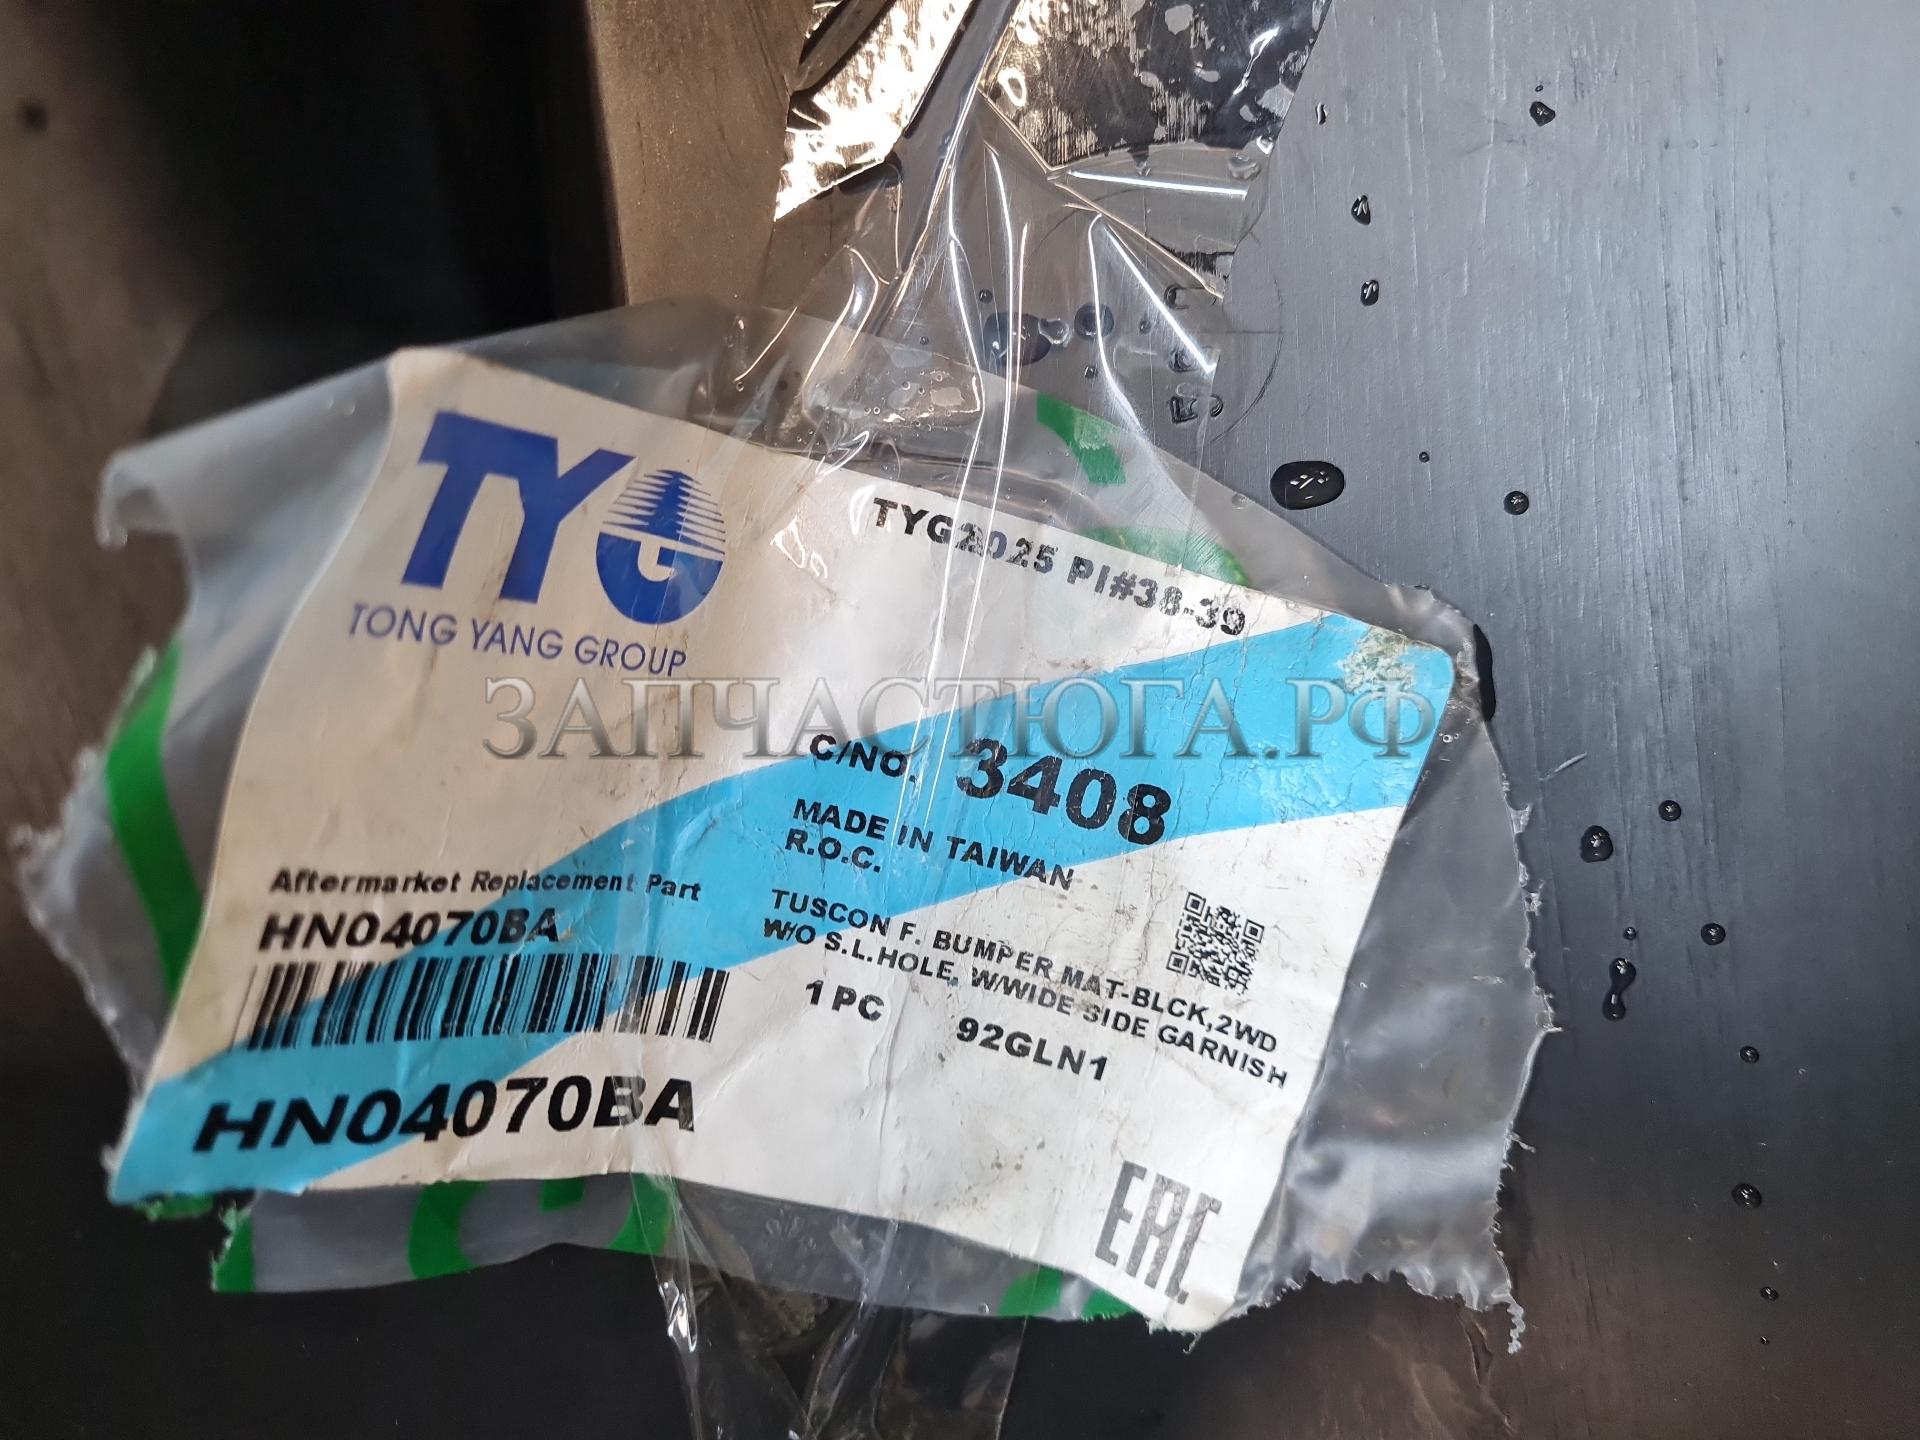 TYG
TONG YANG GROUP
TYG2025 PI#38-39
ЗАПЧАСТЮГА.РФ
C/NO. 3408
MADE IN TAIWAN
R.O.C.
Aftermarket Replacement Part
HN04070BA
TUSCON F. BUMPER MAT-BLCK,2WD
W/O S.L.HOLE, W/WIDE SIDE GARNISH
1 PC 92GLN1
HN04070BA
EAC